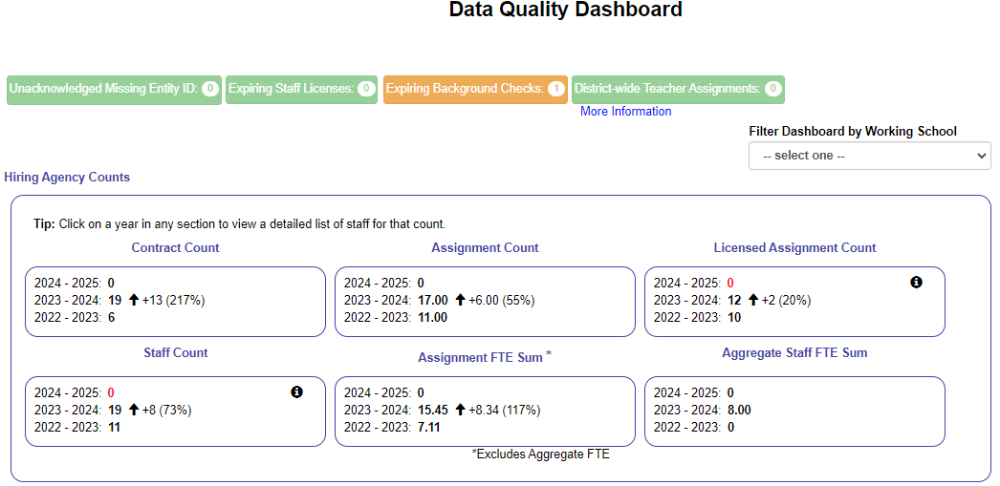 Data Quality Dashboard
Unacknowledged Missing Entity ID: 0 Expiring Staff Licenses: 0 Expiring Background Checks: 1 District-wide Teacher Assignments: 0
More Information
Filter Dashboard by Working School
-- select one --
Hiring Agency Counts
Tip: Click on a year in any section to view a detailed list of staff for that count.
Contract Count
2024 - 2025: 0
2023 - 2024: 19 ↑ +13 (217%)
2022 - 2023: 6
Assignment Count
2024 - 2025: 0
2023 - 2024: 17.00 ↑ +6.00 (55%)
2022 - 2023: 11.00
Licensed Assignment Count
2024 - 2025: 0
2023 - 2024: 12 ↑ +2 (20%)
2022 - 2023: 10
Staff Count
2024 - 2025: 0
2023 - 2024: 19 ↑ +8 (73%)
2022 - 2023: 11
Assignment FTE Sum *
2024 - 2025: 0
2023 - 2024: 15.45 ↑ +8.34 (117%)
2022 - 2023: 7.11
*Excludes Aggregate FTE
Aggregate Staff FTE Sum
2024 - 2025: 0
2023 - 2024: 8.00
2022 - 2023: 0